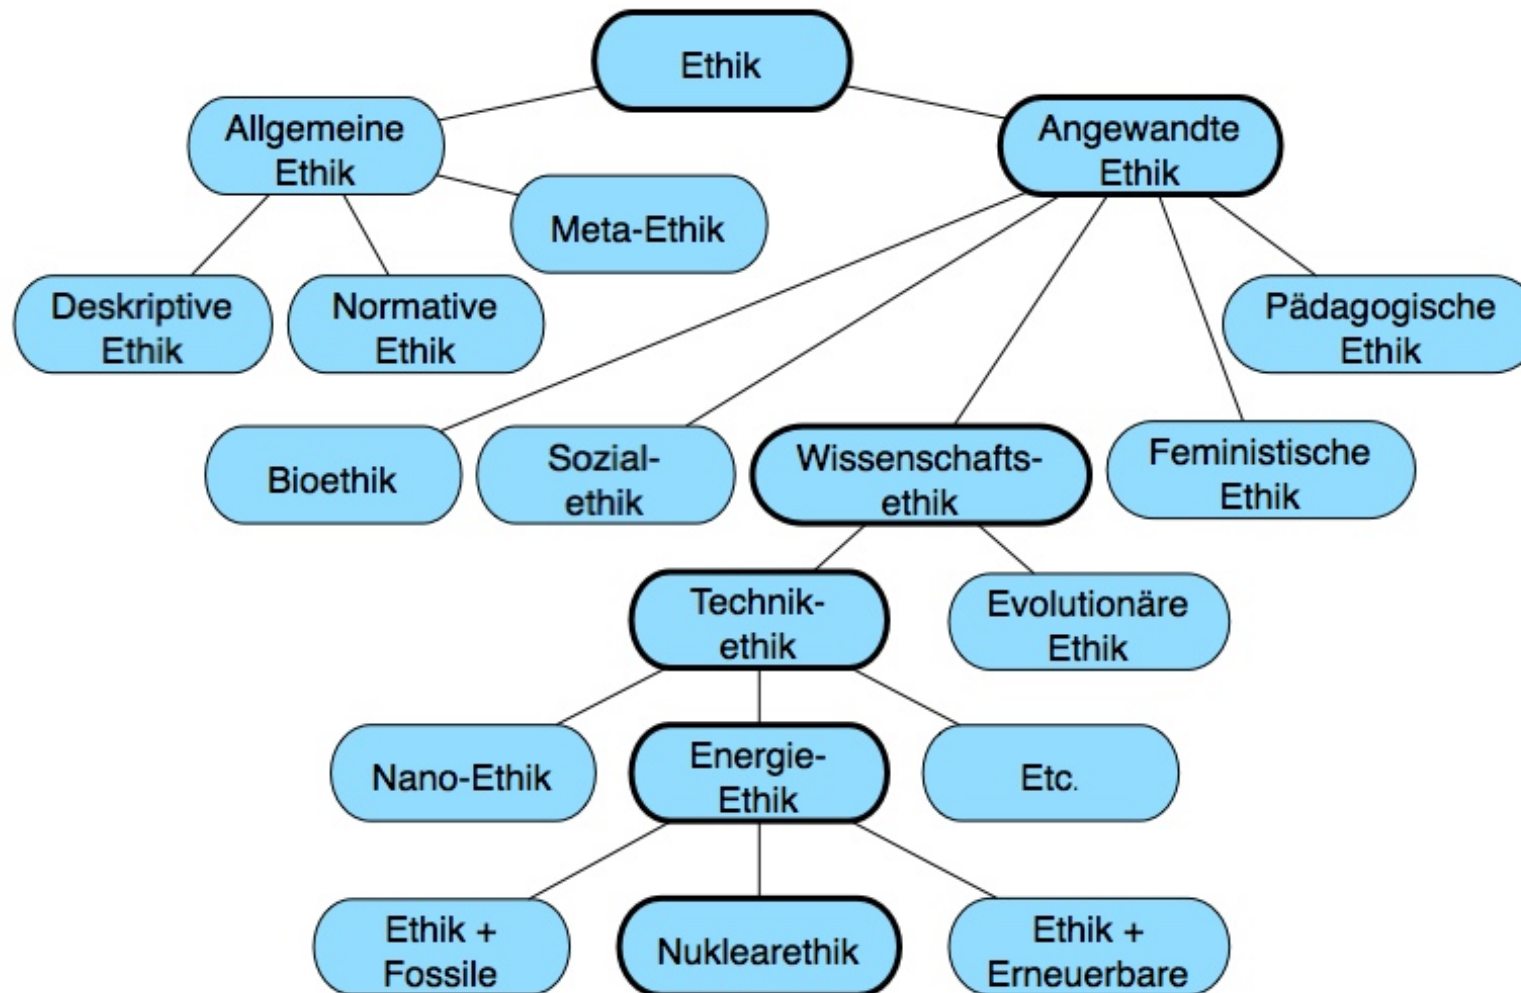 Ethik
Allgemeine
Ethik
Angewandte
Ethik
Meta-Ethik
Deskriptive
Ethik
Normative
Ethik
Pädagogische
Ethik
Bioethik
Sozial-
ethik
Wissenschafts-
ethik
Feministische
Ethik
Technik-
ethik
Evolutionäre
Ethik
Nano-Ethik
Energie-
Ethik
Etc.
Ethik +
Fossile
Nuklearethik
Ethik +
Erneuerbare